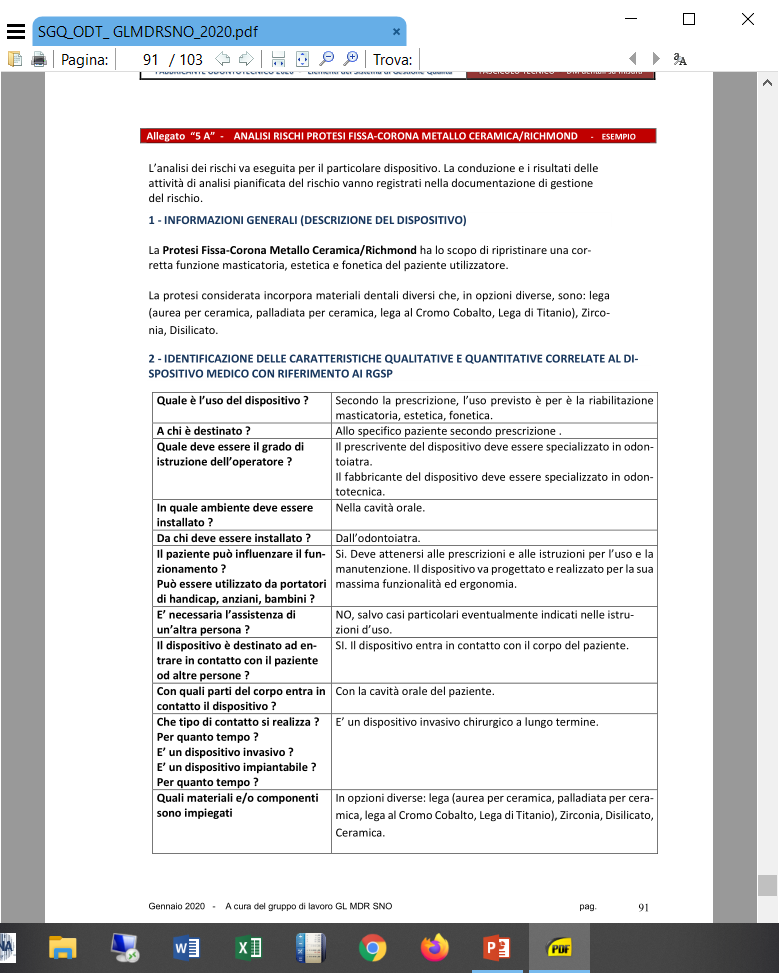 SGQ_ODT_ GLMDRSNO_2020.pdf
Pagina: 91 / 103 Trova:
FABBRICANTE ODONTOTECNICO 2020 - Elementi del Sistema di Gestione Qualità
Allegato “5 A” - ANALISI RISCHI PROTESI FISSA-CORONA METALLO CERAMICA/RICHMOND - ESEMPIO
L’analisi dei rischi va eseguita per il particolare dispositivo. La conduzione e i risultati delle
attività di analisi pianificata del rischio vanno registrati nella documentazione di gestione
del rischio.
1 - INFORMAZIONI GENERALI (DESCRIZIONE DEL DISPOSITIVO)
La Protesi Fissa-Corona Metallo Ceramica/Richmond ha lo scopo di ripristinare una cor-
retta funzione masticatoria, estetica e fonetica del paziente utilizzatore.
La protesi considerata incorpora materiali dentali diversi che, in opzioni diverse, sono: lega
(aurea per ceramica, palladiata per ceramica, lega al Cromo Cobalto, Lega di Titanio), Zirco-
nia, Disilicato.
2 - IDENTIFICAZIONE DELLE CARATTERISTICHE QUALITATIVE E QUANTITATIVE CORRELATE AL DI-
SPOSITIVO MEDICO CON RIFERIMENTO AI RGSP
Quale è l’uso del dispositivo ?
Secondo la prescrizione, l’uso previsto è per è la riabilitazione
masticatoria, estetica, fonetica.
A chi è destinato ?
Allo specifico paziente secondo prescrizione .
Quale deve essere il grado di
istruzione dell’operatore ?
Il prescrivente del dispositivo deve essere specializzato in odon-
toiatra.
Il fabbricante del dispositivo deve essere specializzato in odon-
totecnica.
In quale ambiente deve essere
installato ?
Nella cavità orale.
Da chi deve essere installato ?
Dall’odontoiatra.
Il paziente può influenzare il fun-
zionamento ?
Può essere utilizzato da portatori
di handicap, anziani, bambini ?
Si. Deve attenersi alle prescrizioni e alle istruzioni per l’uso e la
manutenzione. Il dispositivo va progettato e realizzato per la sua
massima funzionalità ed ergonomia.
E’ necessaria l’assistenza di
un’altra persona ?
NO, salvo casi particolari eventualmente indicati nelle istru-
zioni d’uso.
Il dispositivo è destinato ad en-
trare in contatto con il paziente
od altre persone ?
SI. Il dispositivo entra in contatto con il corpo del paziente.
Con quali parti del corpo entra in
contatto il dispositivo ?
Con la cavità orale del paziente.
Che tipo di contatto si realizza ?
Per quanto tempo ?
E’ un dispositivo invasivo ?
E’ un dispositivo impiantabile ?
Per quanto tempo ?
E’ un dispositivo invasivo chirurgico a lungo termine.
Quali materiali e/o componenti
sono impiegati
In opzioni diverse: lega (aurea per ceramica, palladiata per cera-
mica, lega al Cromo Cobalto, Lega di Titanio), Zirconia, Disilicato,
Ceramica.
Gennaio 2020 - A cura del gruppo di lavoro GL MDR SNO pag. 91
PDF